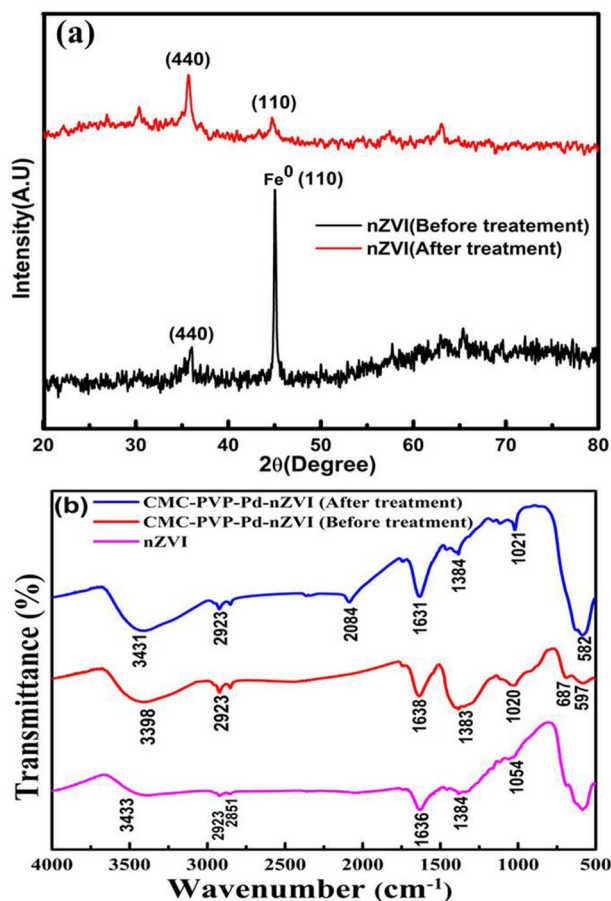 (a)
(440)
(110)
Fe0 (110)
nZVI(Before treatement)
nZVI(After treatment)
(440)
Intensity(A.U)
20 30 40 50 60 70 80
2θ(Degree)
(b)
CMC-PVP-Pd-nZVI (After treatment)
CMC-PVP-Pd-nZVI (Before treatment)
nZVI
3431 2923 2084 1631 1384 1021 582
3398 2923 1638 1383 1020 687 597
3433 2923 2851 1636 1384 1054
Transmittance (%)
4000 3500 3000 2500 2000 1500 1000 500
Wavenumber (cm-1)